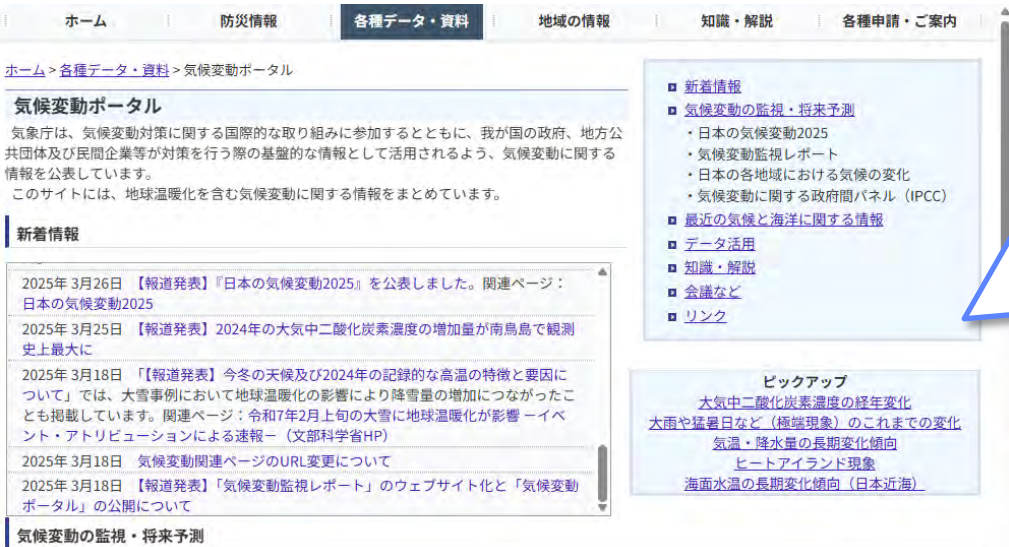 ホーム
防災情報
各種データ・資料
地域の情報
知識・解説
各種申請・ご案内
ホーム > 各種データ・資料 > 気候変動ポータル
気候変動ポータル
気象庁は、気候変動対策に関する国際的な取り組みに参加するとともに、我が国の政府、地方公
共団体及び民間企業等が対策を行う際の基盤的な情報として活用されるよう、気候変動に関する
情報を公表しています。
このサイトには、地球温暖化を含む気候変動に関する情報をまとめています。
新着情報
2025年 3月26日 【報道発表】『日本の気候変動2025』を公表しました。関連ページ：
日本の気候変動2025
2025年 3月25日 【報道発表】2024年の大気中二酸化炭素濃度の増加量が南鳥島で観測
史上最大に
2025年 3月18日 「【報道発表】今冬の天候及び2024年の記録的な高温の特徴と要因に
ついて」では、大雪事例において地球温暖化の影響により降雪量の増加につながったこ
とも掲載しています。関連ページ：令和7年2月上旬の大雪に地球温暖化が影響 －イベ
ント・アトリビューションによる速報－（文部科学省HP）
2025年 3月18日 気候変動関連ページのURL変更について
2025年 3月18日 【報道発表】「気候変動監視レポート」のウェブサイト化と「気候変動
ポータル」の公開について
気候変動の監視・将来予測
新着情報
気候変動の監視・将来予測
・日本の気候変動2025
・気候変動監視レポート
・日本の各地域における気候の変化
・気候変動に関する政府間パネル（IPCC）
最近の気候と海洋に関する情報
データ活用
知識・解説
会議など
リンク
ピックアップ
大気中二酸化炭素濃度の経年変化
大雨や猛暑日など（極端現象）のこれまでの変化
気温・降水量の長期変化傾向
ヒートアイランド現象
海面水温の長期変化傾向（日本近海）